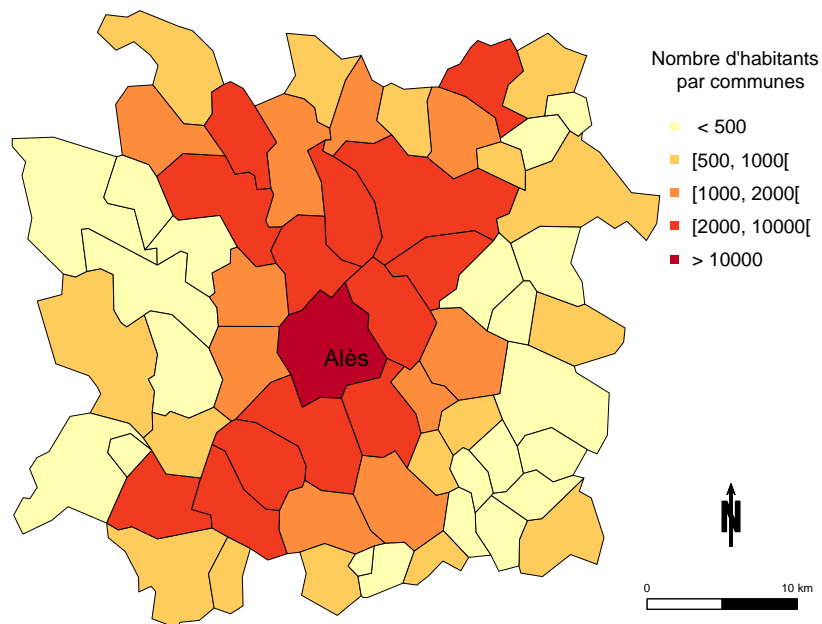 Nombre d'habitants
par communes
< 500
[500, 1000[
[1000, 2000[
[2000, 10000[
> 10000
Alès
N
0 10 km